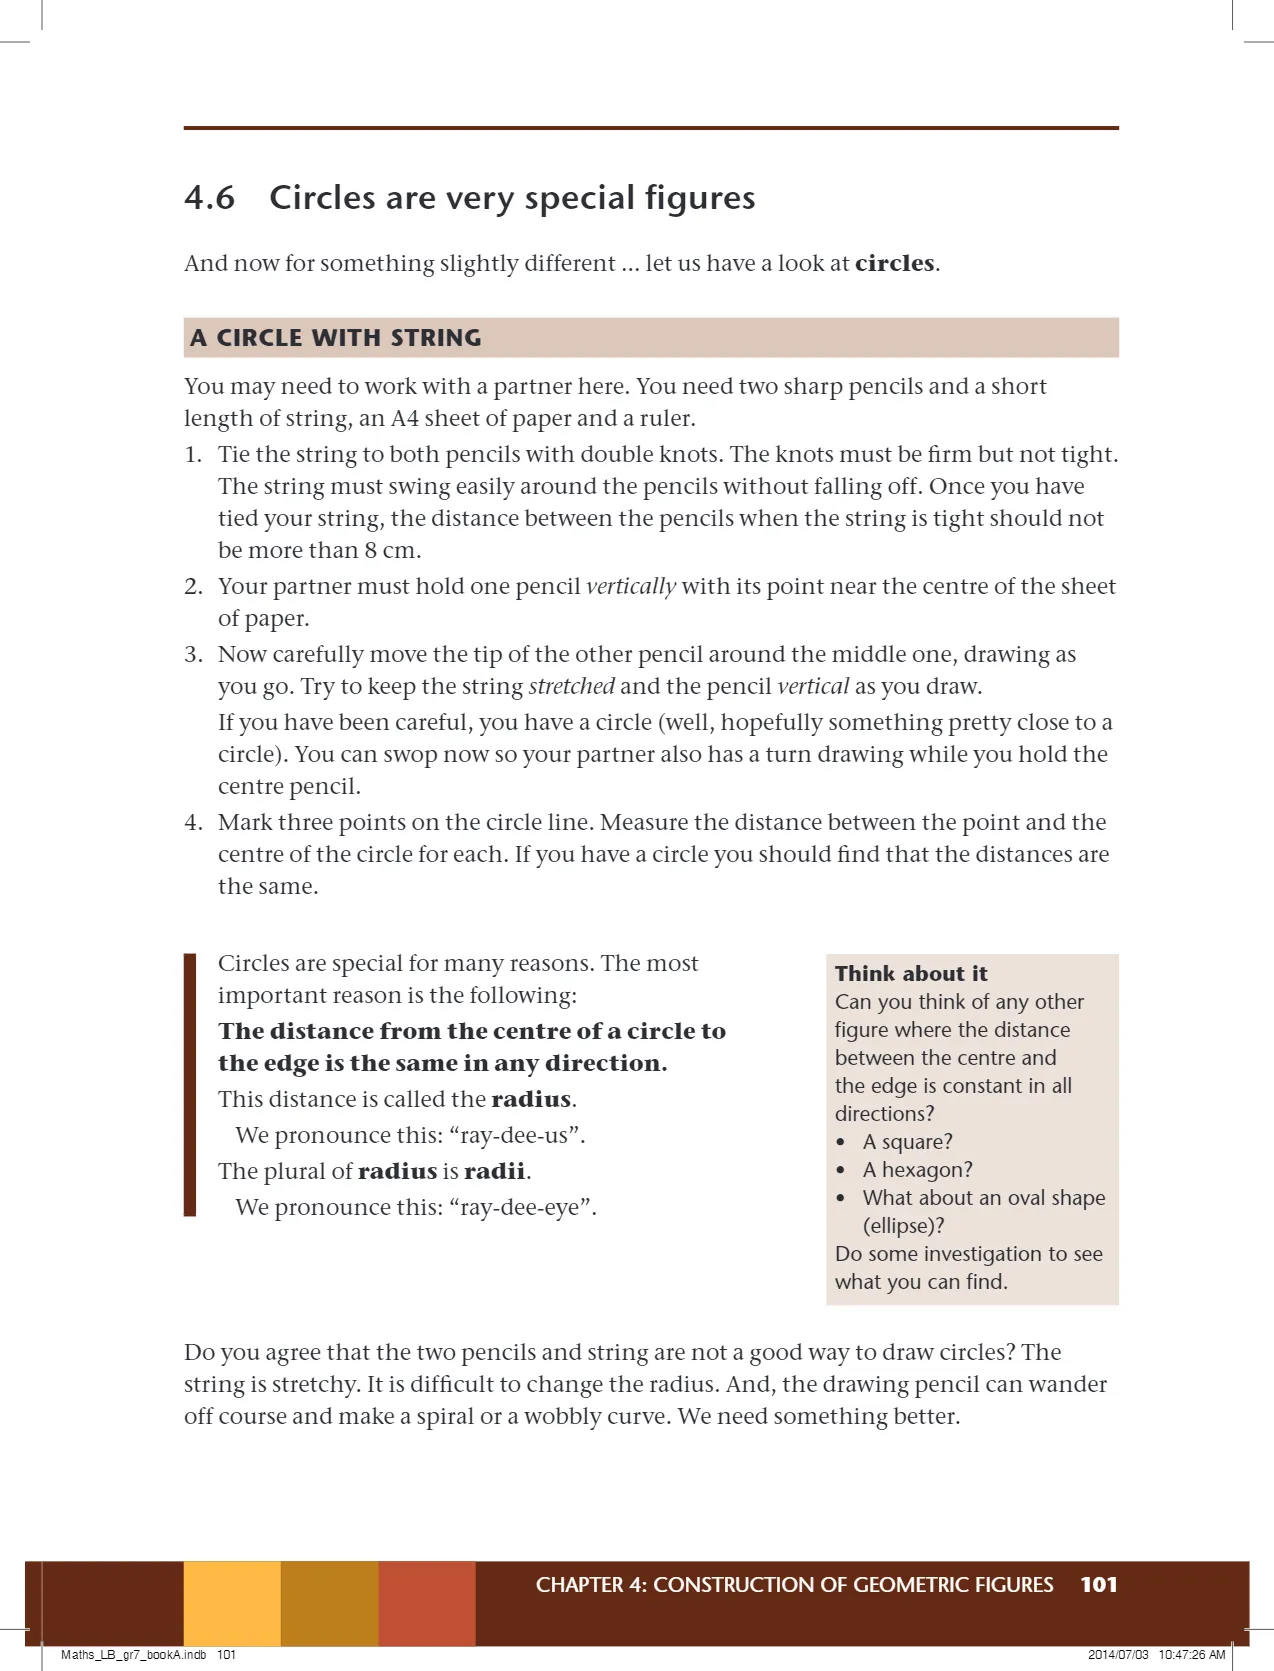 4.6 Circles are very special figures
And now for something slightly different ... let us have a look at circles.
A CIRCLE WITH STRING
You may need to work with a partner here. You need two sharp pencils and a short
length of string, an A4 sheet of paper and a ruler.
1. Tie the string to both pencils with double knots. The knots must be firm but not tight.
The string must swing easily around the pencils without falling off. Once you have
tied your string, the distance between the pencils when the string is tight should not
be more than 8 cm.
2. Your partner must hold one pencil vertically with its point near the centre of the sheet
of paper.
3. Now carefully move the tip of the other pencil around the middle one, drawing as
you go. Try to keep the string stretched and the pencil vertical as you draw.
If you have been careful, you have a circle (well, hopefully something pretty close to a
circle). You can swop now so your partner also has a turn drawing while you hold the
centre pencil.
4. Mark three points on the circle line. Measure the distance between the point and the
centre of the circle for each. If you have a circle you should find that the distances are
the same.
Circles are special for many reasons. The most
important reason is the following:
The distance from the centre of a circle to
the edge is the same in any direction.
This distance is called the radius.
We pronounce this: “ray-dee-us”.
The plural of radius is radii.
We pronounce this: “ray-dee-eye”.
Think about it
Can you think of any other
figure where the distance
between the centre and
the edge is constant in all
directions?
• A square?
• A hexagon?
• What about an oval shape
(ellipse)?
Do some investigation to see
what you can find.
Do you agree that the two pencils and string are not a good way to draw circles? The
string is stretchy. It is difficult to change the radius. And, the drawing pencil can wander
off course and make a spiral or a wobbly curve. We need something better.
CHAPTER 4: CONSTRUCTION OF GEOMETRIC FIGURES 101
Maths_LB_gr7_bookA.indb 101
2014/07/03 10:47:26 AM